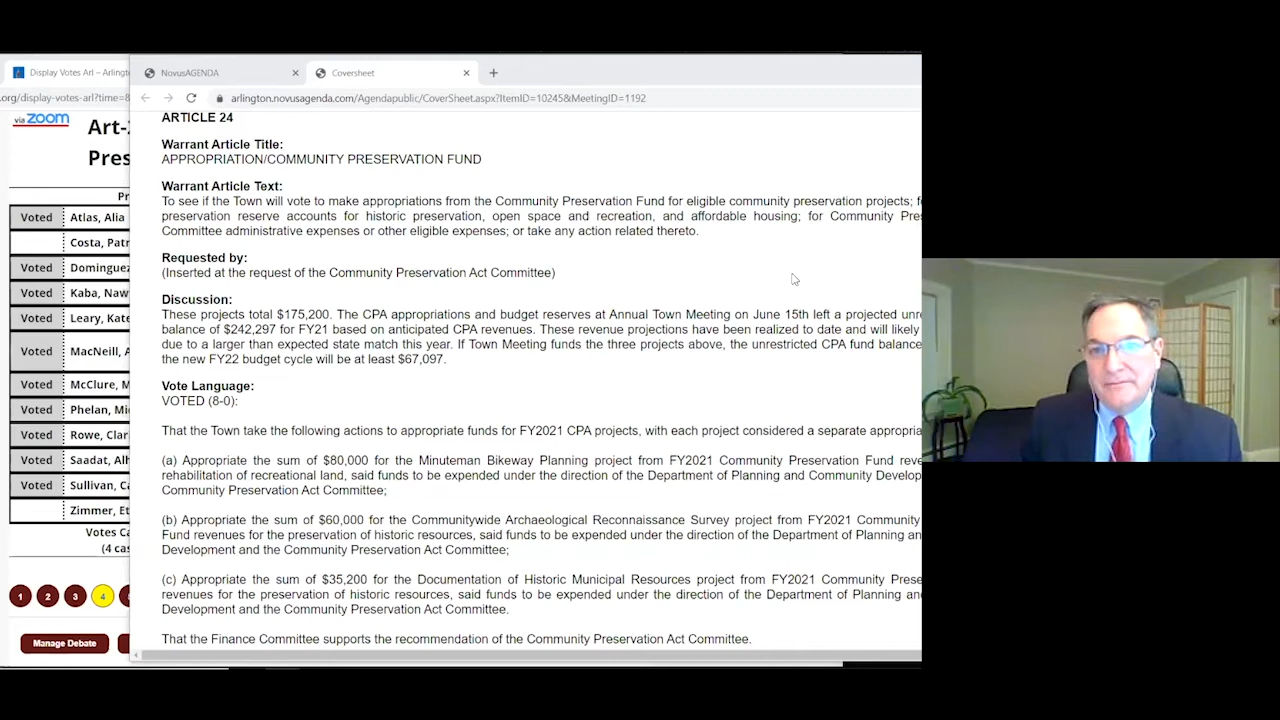 Display Votes Arl – Arlingt
NovusAGENDA
Coversheet
.org/display-votes-arl?time=8
arlington.novusagenda.com/Agendapublic/CoverSheet.aspx?ItemID=10245&MeetingID=1192
via zoom
Art-
Pres
Pr
Voted Atlas, Alia
Costa, Patr
Voted Dominguez
Voted Kaba, Naw
Voted Leary, Kate
Voted MacNeill, A
Voted McClure, M
Voted Phelan, Mi
Voted Rowe, Clar
Voted Saadat, Alh
Voted Sullivan, Ca
Zimmer, Et
Votes Ca
(4 cas
1 2 3 4
Manage Debate
ARTICLE 24
Warrant Article Title:
APPROPRIATION/COMMUNITY PRESERVATION FUND
Warrant Article Text:
To see if the Town will vote to make appropriations from the Community Preservation Fund for eligible community preservation projects;
preservation reserve accounts for historic preservation, open space and recreation, and affordable housing; for Community Pres
Committee administrative expenses or other eligible expenses; or take any action related thereto.
Requested by:
(Inserted at the request of the Community Preservation Act Committee)
Discussion:
These projects total $175,200. The CPA appropriations and budget reserves at Annual Town Meeting on June 15th left a projected unre
balance of $242,297 for FY21 based on anticipated CPA revenues. These revenue projections have been realized to date and will likely
due to a larger than expected state match this year. If Town Meeting funds the three projects above, the unrestricted CPA fund balance
the new FY22 budget cycle will be at least $67,097.
Vote Language:
VOTED (8-0):
That the Town take the following actions to appropriate funds for FY2021 CPA projects, with each project considered a separate appropria
(a) Appropriate the sum of $80,000 for the Minuteman Bikeway Planning project from FY2021 Community Preservation Fund reve
rehabilitation of recreational land, said funds to be expended under the direction of the Department of Planning and Community Develop
Community Preservation Act Committee;
(b) Appropriate the sum of $60,000 for the Communitywide Archaeological Reconnaissance Survey project from FY2021 Community
Fund revenues for the preservation of historic resources, said funds to be expended under the direction of the Department of Planning an
Development and the Community Preservation Act Committee;
(c) Appropriate the sum of $35,200 for the Documentation of Historic Municipal Resources project from FY2021 Community Prese
revenues for the preservation of historic resources, said funds to be expended under the direction of the Department of Planning and
Development and the Community Preservation Act Committee.
That the Finance Committee supports the recommendation of the Community Preservation Act Committee.